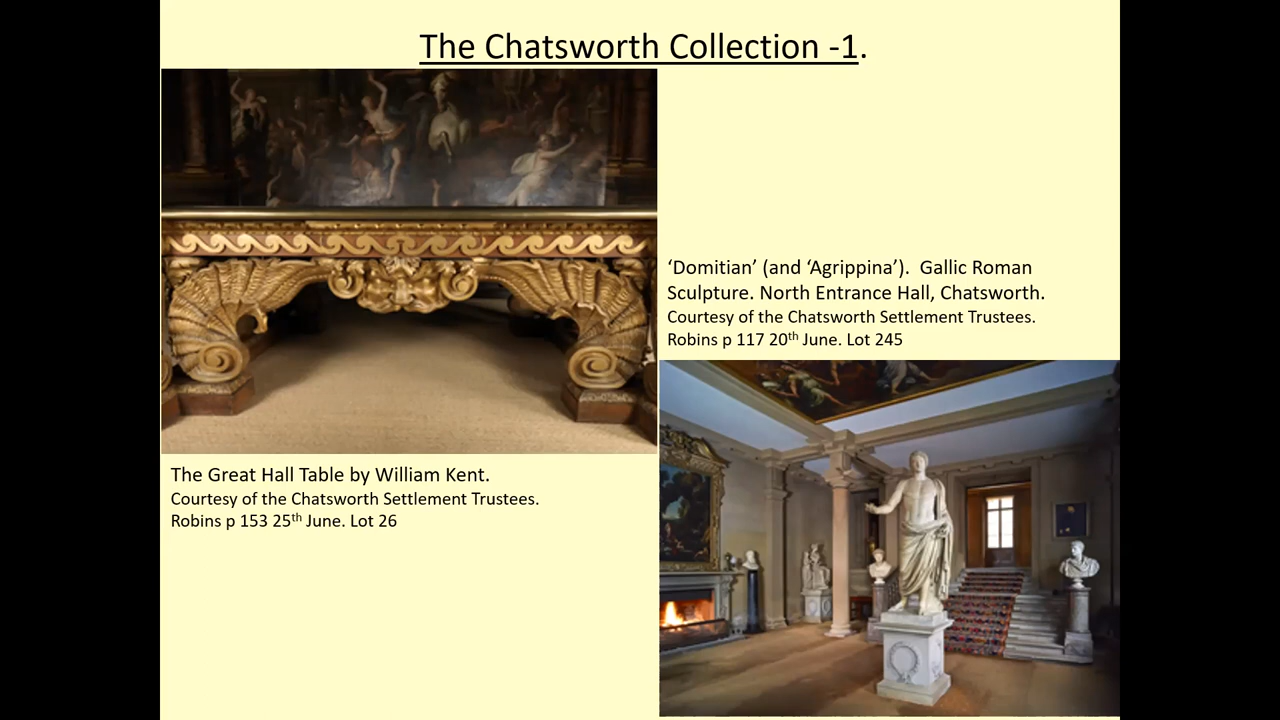 The Chatsworth Collection -1.
‘Domitian’ (and ‘Agrippina’).  Gallic Roman
Sculpture. North Entrance Hall, Chatsworth.
Courtesy of the Chatsworth Settlement Trustees.
Robins p 117 20th June. Lot 245
The Great Hall Table by William Kent.
Courtesy of the Chatsworth Settlement Trustees.
Robins p 153 25th June. Lot 26